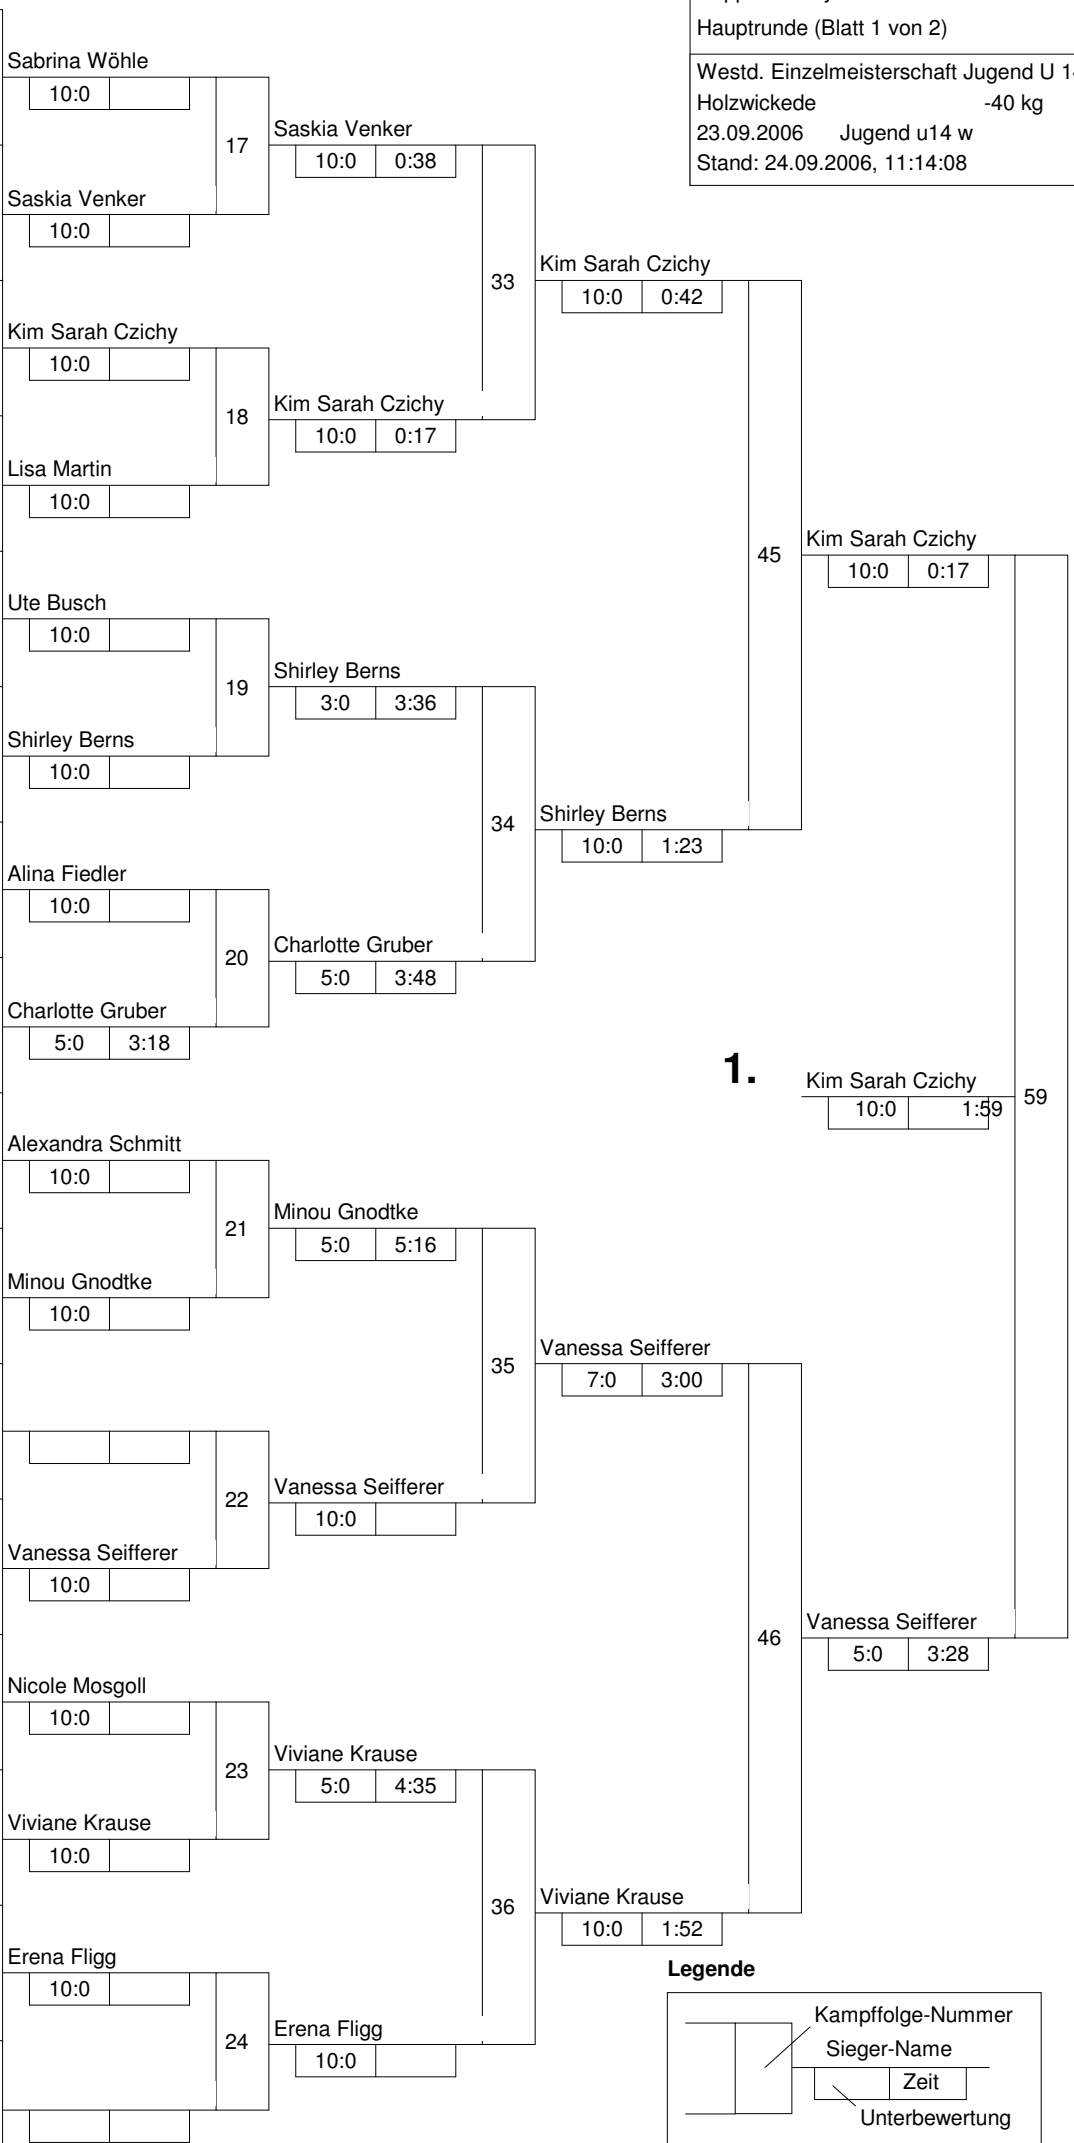 Hauptrunde (Blatt 1 von 2)
Westd. Einzelmeisterschaft Jugend U
Holzwickede -40 kg
23.09.2006 Jugend u14 w
Stand: 24.09.2006, 11:14:08
Sabrina Wöhle
10:0
17
Saskia Venker
10:0 0:38
Saskia Venker
10:0
33
Kim Sarah Czichy
10:0 0:42
Kim Sarah Czichy
10:0
18
Kim Sarah Czichy
10:0 0:17
Lisa Martin
10:0
45
Kim Sarah Czichy
10:0 0:17
Ute Busch
10:0
19
Shirley Berns
3:0 3:36
Shirley Berns
10:0
34
Shirley Berns
10:0 1:23
Alina Fiedler
10:0
20
Charlotte Gruber
5:0 3:48
Charlotte Gruber
5:0 3:18
1.
Kim Sarah Czichy
10:0 1:59
59
Alexandra Schmitt
10:0
21
Minou Gnodtke
5:0 5:16
Minou Gnodtke
10:0
35
Vanessa Seifferer
7:0 3:00
22
Vanessa Seifferer
10:0
Vanessa Seifferer
10:0
46
Vanessa Seifferer
5:0 3:28
Nicole Mosgoll
10:0
23
Viviane Krause
5:0 4:35
Viviane Krause
10:0
36
Viviane Krause
10:0 1:52
Erena Fligg
10:0
24
Erena Fligg
10:0
Legende
Kampffolge-Nummer
Sieger-Name
Zeit
Unterbewertung